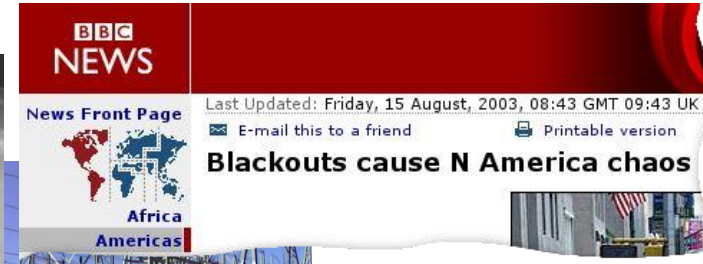 BBC
NEWS
News Front Page
Africa
Americas
Last Updated: Friday, 15 August, 2003, 08:43 GMT 09:43 UK
E-mail this to a friend
Printable version
Blackouts cause N America chaos